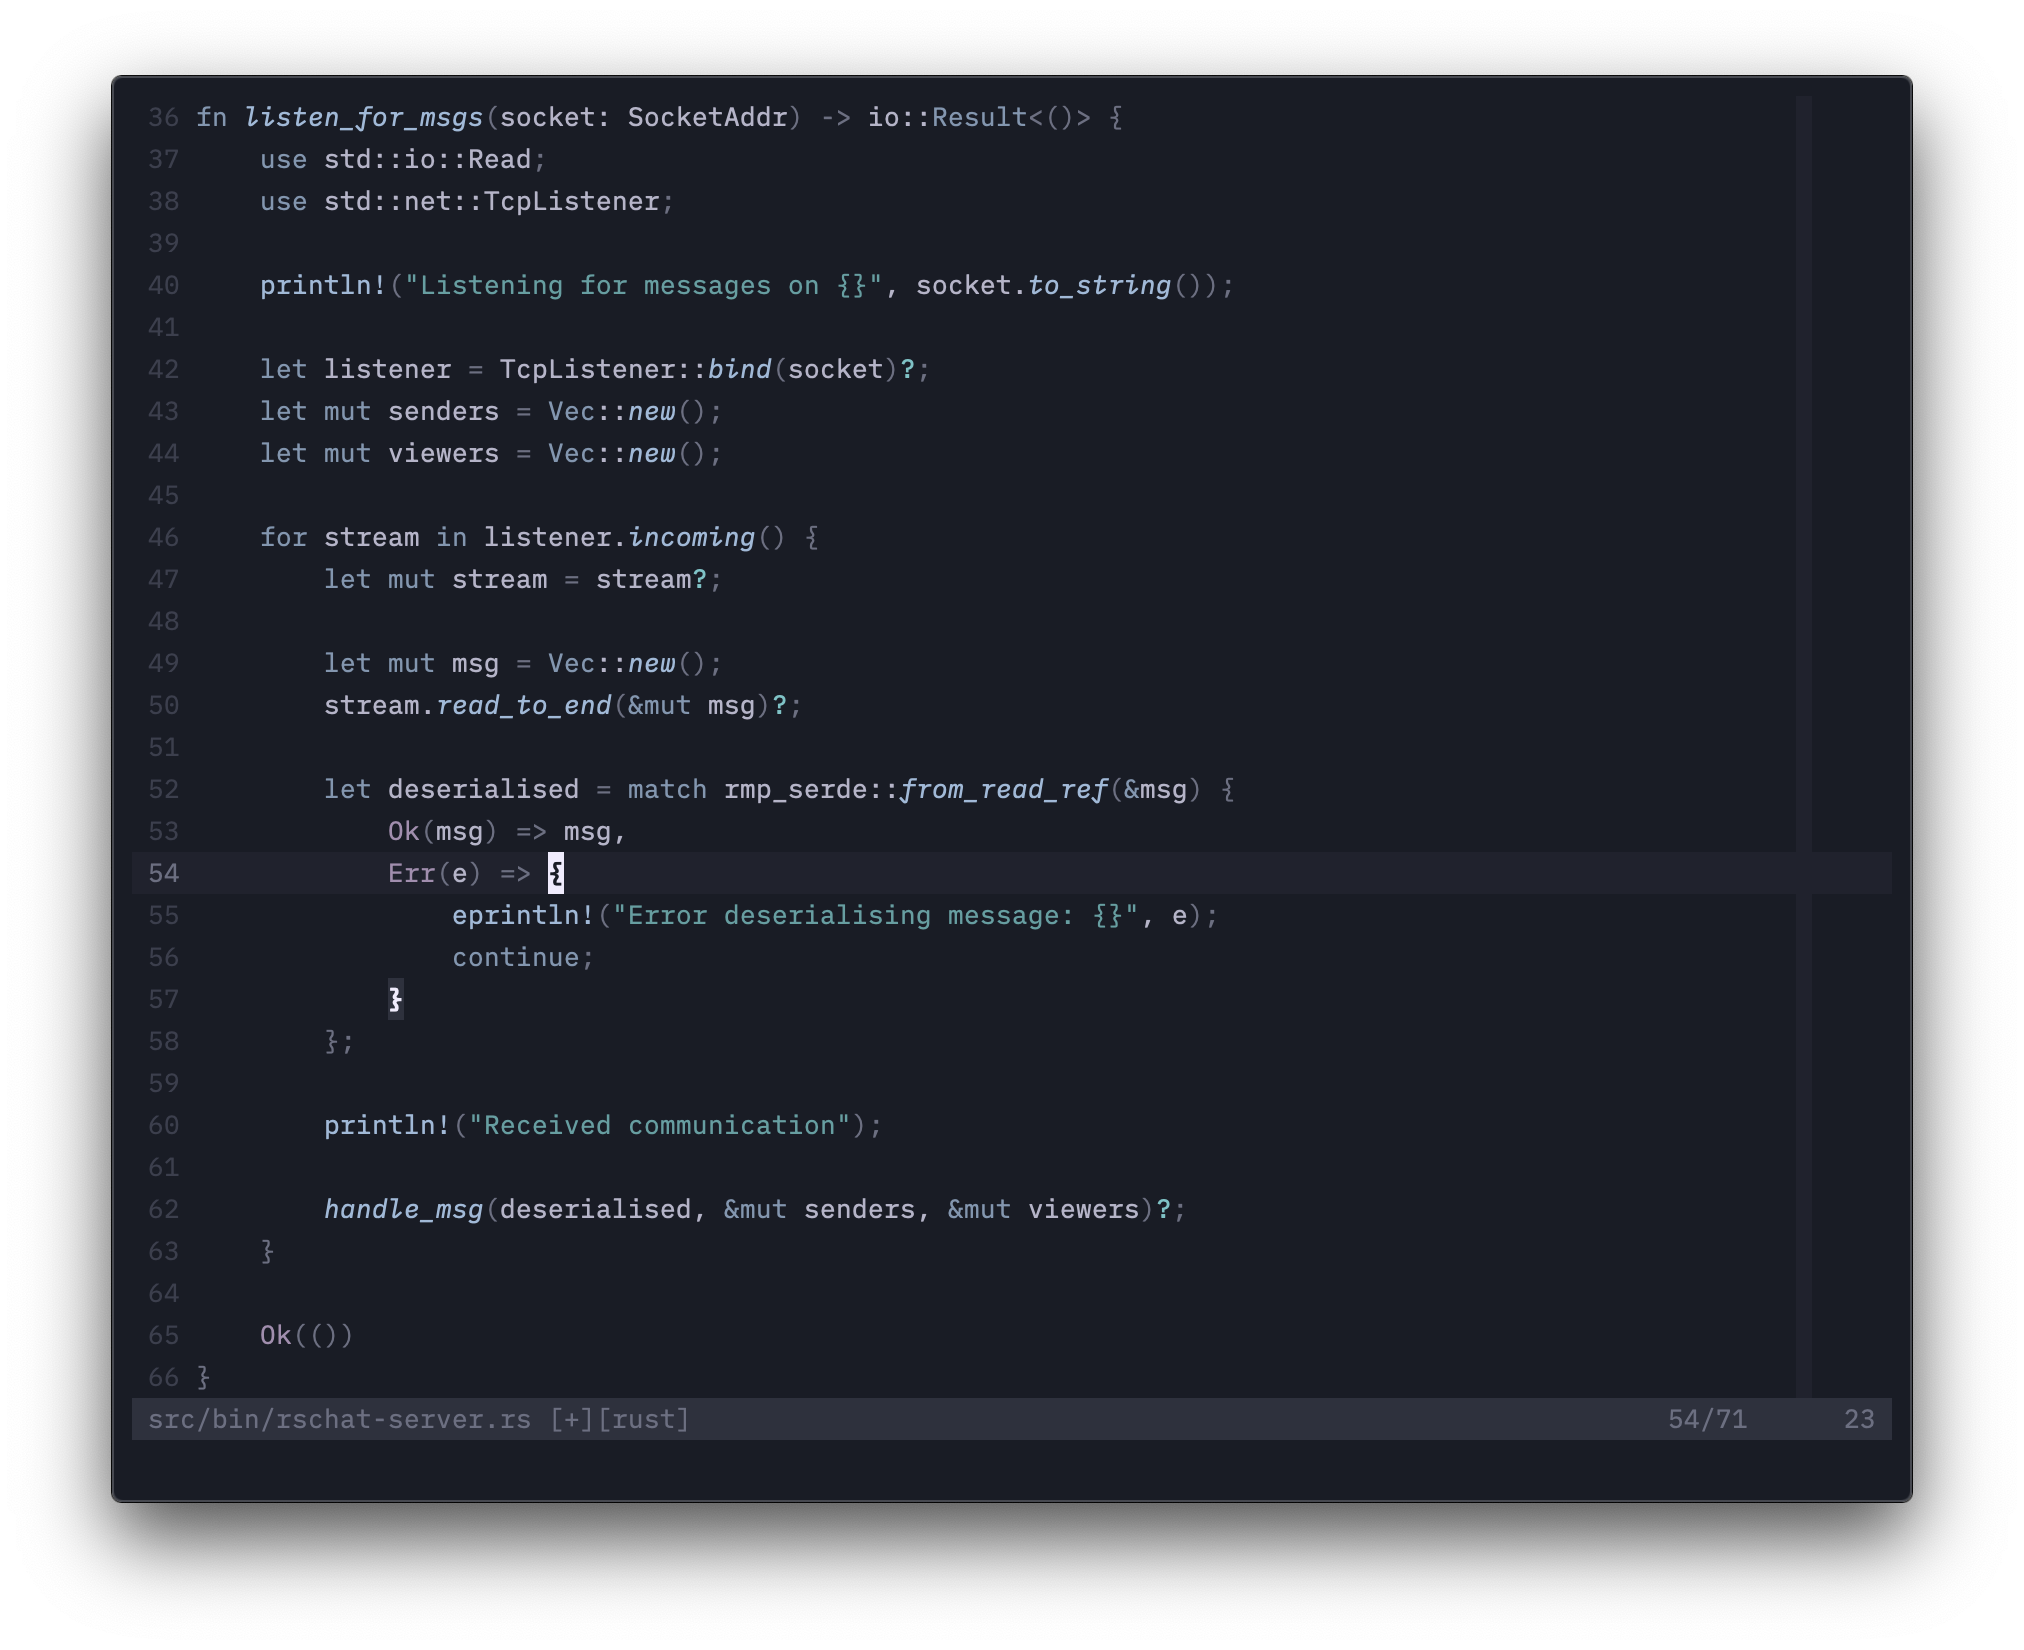 36 fn listen_for_msgs(socket: SocketAddr) -> io::Result<()> {
37     use std::io::Read;
38     use std::net::TcpListener;
39
40     println!("Listening for messages on {}", socket.to_string());
41
42     let listener = TcpListener::bind(socket)?;
43     let mut senders = Vec::new();
44     let mut viewers = Vec::new();
45
46     for stream in listener.incoming() {
47         let mut stream = stream?;
48
49         let mut msg = Vec::new();
50         stream.read_to_end(&mut msg)?;
51
52         let deserialised = match rmp_serde::from_read_ref(&msg) {
53             Ok(msg) => msg,
54             Err(e) => {
55                 eprintln!("Error deserialising message: {}", e);
56                 continue;
57             }
58         };
59
60         println!("Received communication");
61
62         handle_msg(deserialised, &mut senders, &mut viewers)?;
63     }
64
65     Ok(())
66 }
src/bin/rschat-server.rs [+][rust] 54/71 23